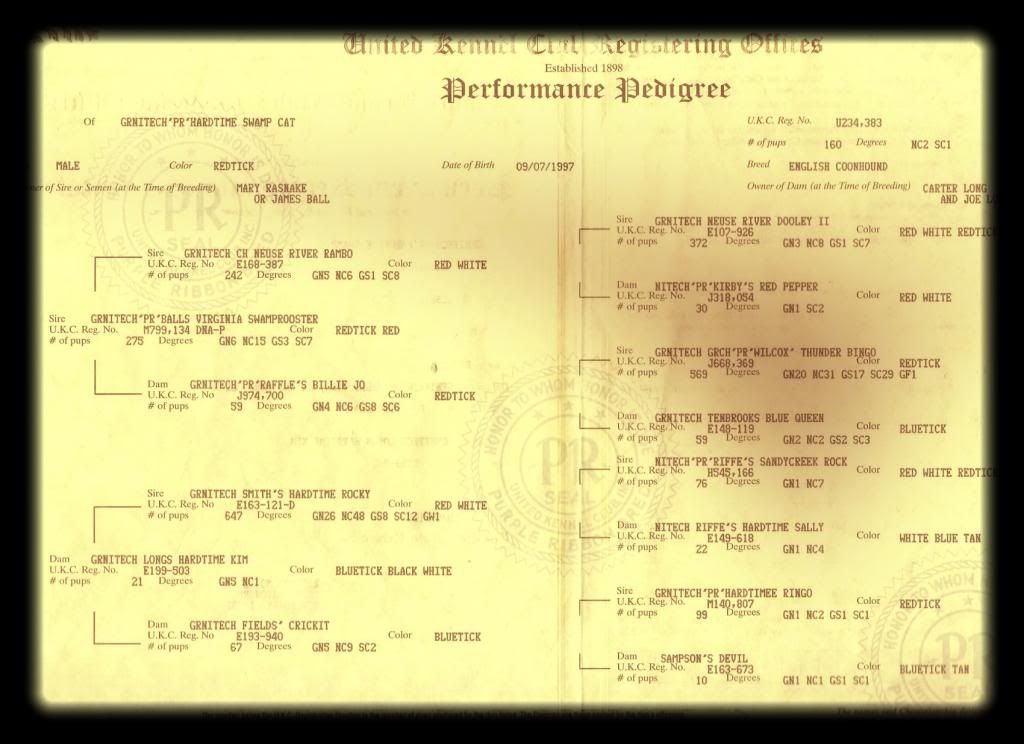 United Kennel Club Registering Offices
Established 1898
Performance Pedigree
Of GRNITECH'PR'HARDTIME SWAMP CAT
U.K.C. Reg. No. U234,383
# of pups 160 Degrees NC2 SC1
MALE Color REDTICK Date of Birth 09/07/1997
Breed ENGLISH COONHOUND
of Sire or Semen (at the Time of Breeding) MARY RASNAKE
OR JAMES BALL
Owner of Dam (at the Time of Breeding) CARTER LONG
AND JOE
Sire GRNITECH CH NEUSE RIVER RAMBO
U.K.C. Reg. No E168-387 Color RED WHITE
# of pups 242 Degrees GN5 NC6 GS1 SC8
Sire GRNITECH'PR'BALLS VIRGINIA SWAMPROOSTER
U.K.C. Reg. No. M799,134 DNA-P Color REDTICK RED
# of pups 275 Degrees GN6 NC15 GS3 SC7
Dam GRNITECH'PR'RAFFLE'S BILLIE JO
U.K.C. Reg. No J974,700 Color REDTICK
# of pups 59 Degrees GN4 NC6 GS8 SC6
Sire GRNITECH SMITH'S HARDTIME ROCKY
U.K.C. Reg. No E163-121-D Color RED WHITE
# of pups 647 Degrees GN26 NC48 GS8 SC12 GW1
Dam GRNITECH LONGS HARDTIME KIM
U.K.C. Reg. No. E199-503 Color BLUETICK BLACK WHITE
# of pups 21 Degrees GN5 NC1
Dam GRNITECH FIELDS' CRICKIT
U.K.C. Reg. No E193-940 Color BLUETICK
# of pups 67 Degrees GN5 NC9 SC2
Sire GRNITECH NEUSE RIVER DOOLEY II
U.K.C. Reg. No. E107-926 Color RED WHITE REDTICK
# of pups 372 Degrees GN3 NC8 GS1 SC7
Dam NITECH'PR'KIRBY'S RED PEPPER
U.K.C. Reg. No. J318,054 Color RED WHITE
# of pups 30 Degrees GN1 SC2
Sire GRNITECH GRCH'PR'WILCOX' THUNDER BINGO
U.K.C. Reg. No. J668,369 Color REDTICK
# of pups 569 Degrees GN20 NC31 GS17 SC29 GF1
Dam GRNITECH TENBROOKS BLUE QUEEN
U.K.C. Reg. No. E148-119 Color BLUETICK
# of pups 59 Degrees GN2 NC2 GS2 SC3
Sire NITECH'PR'RIFFE'S SANDYCREEK ROCK
U.K.C. Reg. No. H545,166 Color RED WHITE REDTICK
# of pups 76 Degrees GN1 NC7
Dam NITECH RIFFE'S HARDTIME SALLY
U.K.C. Reg. No. E149-618 Color WHITE BLUE TAN
# of pups 22 Degrees GN1 NC4
Sire GRNITECH'PR'HARDTIMEE RINGO
U.K.C. Reg. No. M140,807 Color REDTICK
# of pups 99 Degrees GN1 NC2 GS1 SC1
Dam SAMPSON'S DEVIL
U.K.C. Reg. No. E163-673 Color BLUETICK TAN
# of pups 10 Degrees GN1 NC1 GS1 SC1
HONOR TO WHOM HONOR IS DUE
PR
SEAL
PURPLE RIBBON